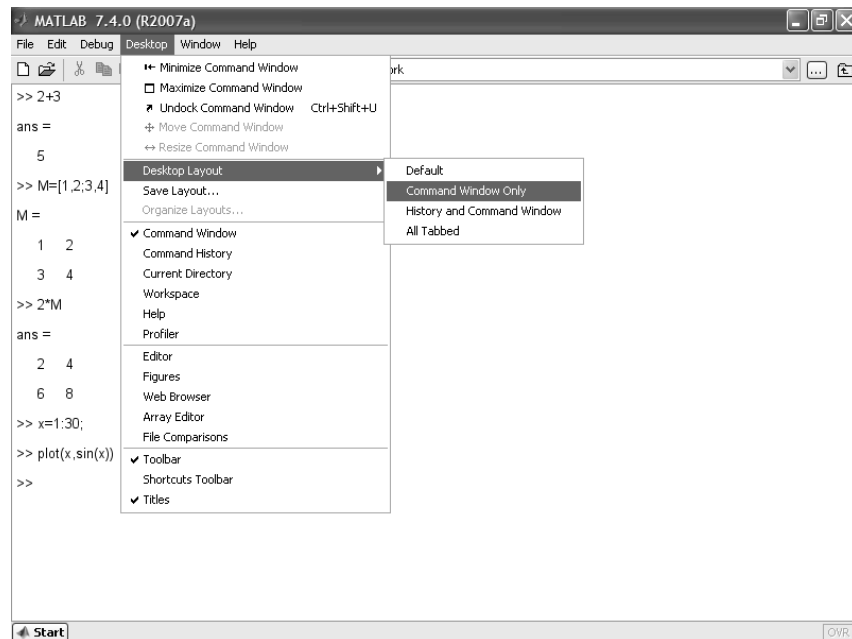 MATLAB 7.4.0 (R2007a)
File Edit Debug Desktop Window Help
rk
>> 2+3
ans =
5
>> M=[1,2;3,4]
M =
1 2
3 4
>> 2*M
ans =
2 4
6 8
>> x=1:30;
>> plot(x,sin(x))
>>
Minimize Command Window
Maximize Command Window
Undock Command Window Ctrl+Shift+U
Move Command Window
Resize Command Window
Desktop Layout
Save Layout...
Organize Layouts...
Command Window
Command History
Current Directory
Workspace
Help
Profiler
Editor
Figures
Web Browser
Array Editor
File Comparisons
Toolbar
Shortcuts Toolbar
Titles
Default
Command Window Only
History and Command Window
All Tabbed
...
Start
OVR